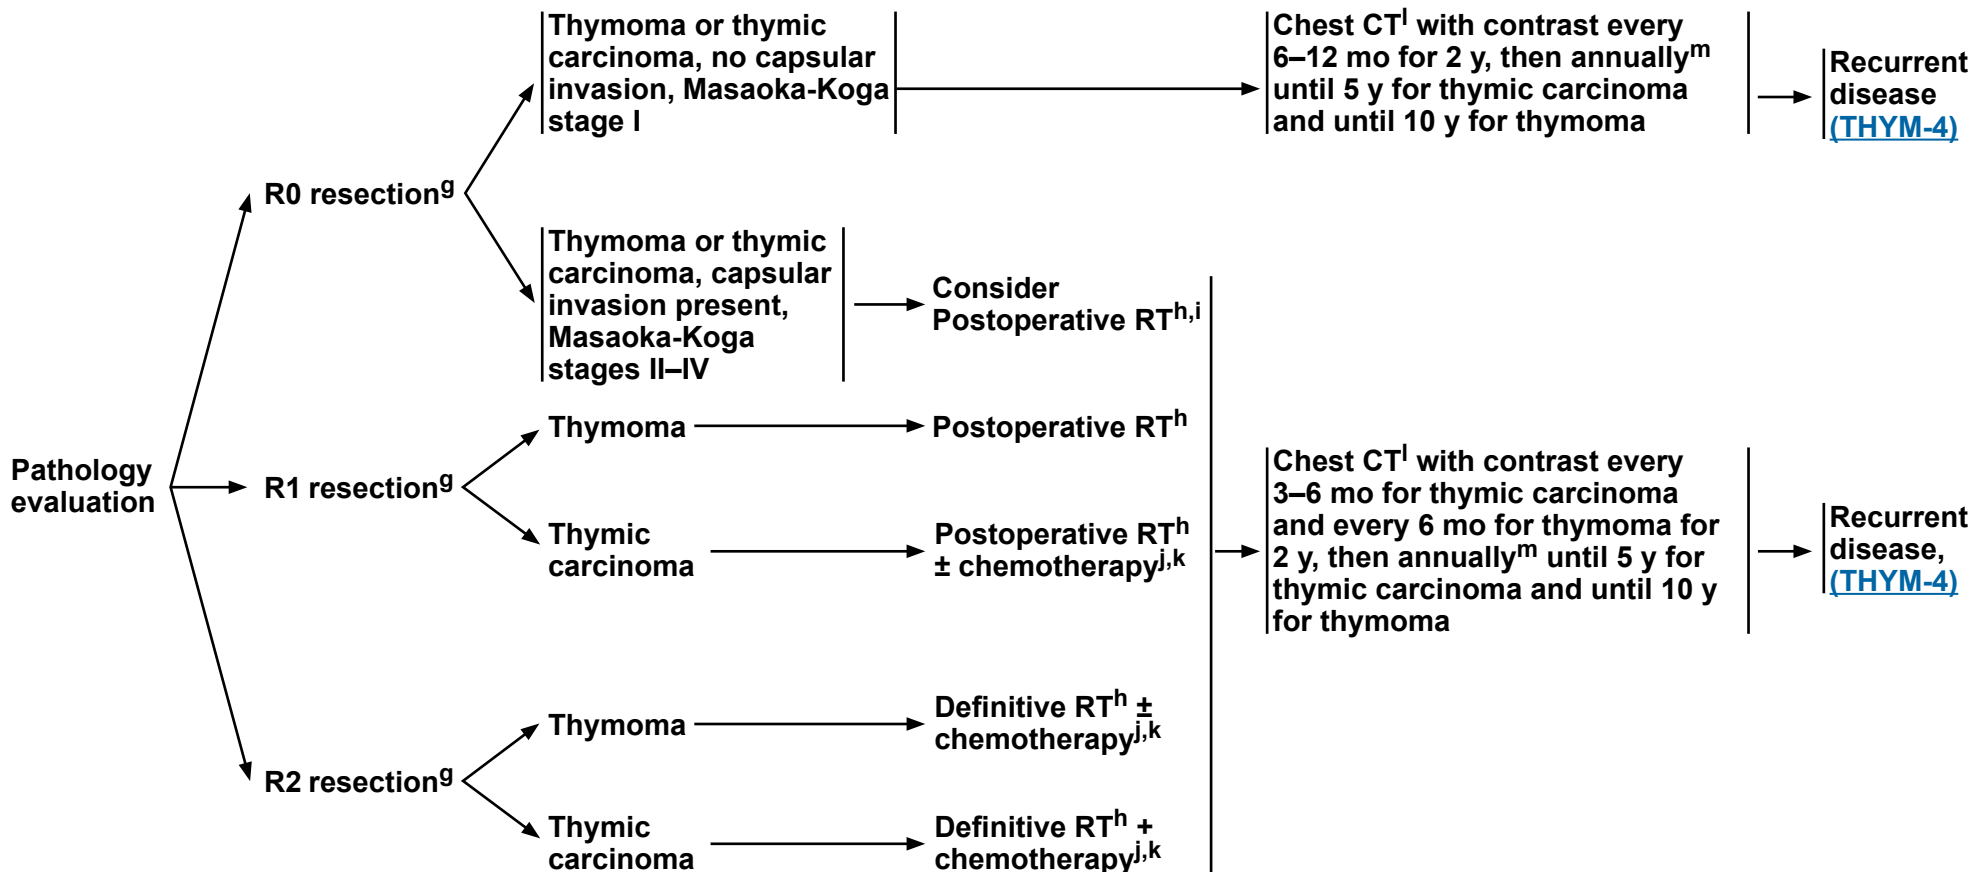 Pathology
evaluation
R0 resectiong
Thymoma or thymic
carcinoma, no capsular
invasion, Masaoka-Koga
stage I
Chest CTl with contrast every
6–12 mo for 2 y, then annuallym
until 5 y for thymic carcinoma
and until 10 y for thymoma
Recurrent
disease
(THYM-4)
Thymoma or thymic
carcinoma, capsular
invasion present,
Masaoka-Koga
stages II–IV
Consider
Postoperative RTh,i
R1 resectiong
Thymoma
Postoperative RTh
Thymic
carcinoma
Postoperative RTh
± chemotherapyj,k
R2 resectiong
Thymoma
Definitive RTh ±
chemotherapyj,k
Thymic
carcinoma
Definitive RTh +
chemotherapyj,k
Chest CTl with contrast every
3–6 mo for thymic carcinoma
and every 6 mo for thymoma for
2 y, then annuallym until 5 y for
thymic carcinoma and until 10 y
for thymoma
Recurrent
disease,
(THYM-4)